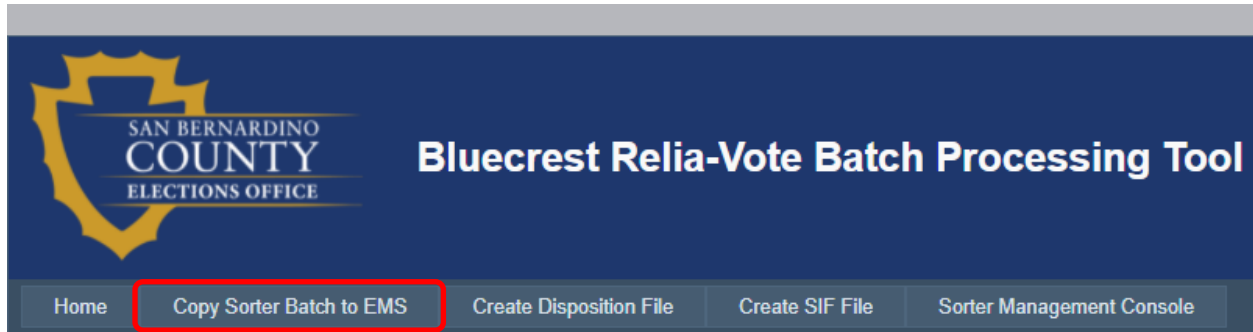 SAN BERNARDINO
COUNTY
ELECTIONS OFFICE
Bluecrest Relia-Vote Batch Processing Tool
Home Copy Sorter Batch to EMS Create Disposition File Create SIF File Sorter Management Console